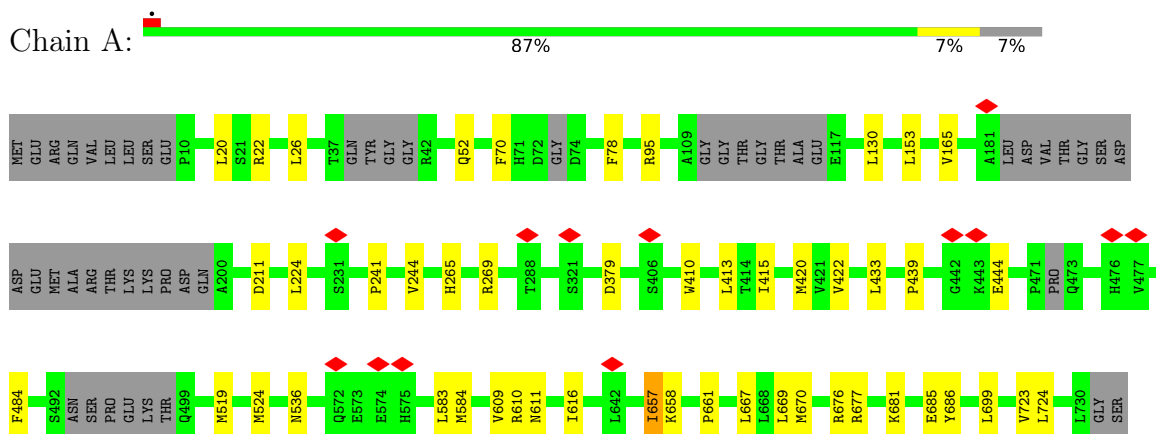 Chain A:
87% 7% 7%
MET GLU ARG GLN VAL LEU LEU SER GLU P10 L20 S21 R22 L26 T37 GLN TYR GLY GLY R42 Q52 F70 H71 D72 GLY D74 F78 R95 A109 GLY GLY THR GLY THR ALA GLU E117 L130 L153 V165 A181 LEU ASP VAL THR GLY SER ASP
ASP GLU MET ALA ARG THR LYS LYS PRO ASP GLN A200 D211 L224 S231 P241 V244 H265 R269 T288 S321 D379 S406 W410 L413 T414 I415 M420 V421 V422 L433 P439 G442 K443 E444 P471 PRO Q473 H476 V477
F484 S492 ASN SER PRO GLU LYS THR Q499 M519 M524 N536 Q572 E573 E574 H575 L583 M584 V609 R610 N611 I616 L642 I657 K658 P661 L667 L668 L669 M670 R676 R677 K681 E685 Y686 L699 V723 L724 L730 GLY SER